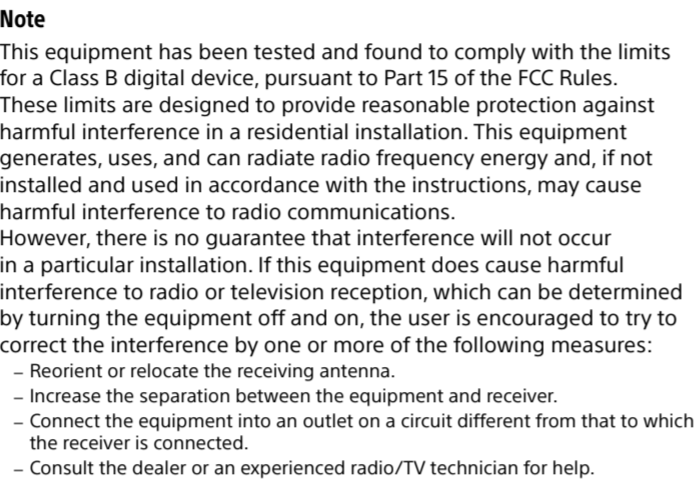 Note
This equipment has been tested and found to comply with the limits
for a Class B digital device, pursuant to Part 15 of the FCC Rules.
These limits are designed to provide reasonable protection against
harmful interference in a residential installation. This equipment
generates, uses, and can radiate radio frequency energy and, if not
installed and used in accordance with the instructions, may cause
harmful interference to radio communications.
However, there is no guarantee that interference will not occur
in a particular installation. If this equipment does cause harmful
interference to radio or television reception, which can be determined
by turning the equipment off and on, the user is encouraged to try to
correct the interference by one or more of the following measures:
– Reorient or relocate the receiving antenna.
– Increase the separation between the equipment and receiver.
– Connect the equipment into an outlet on a circuit different from that to which
the receiver is connected.
– Consult the dealer or an experienced radio/TV technician for help.